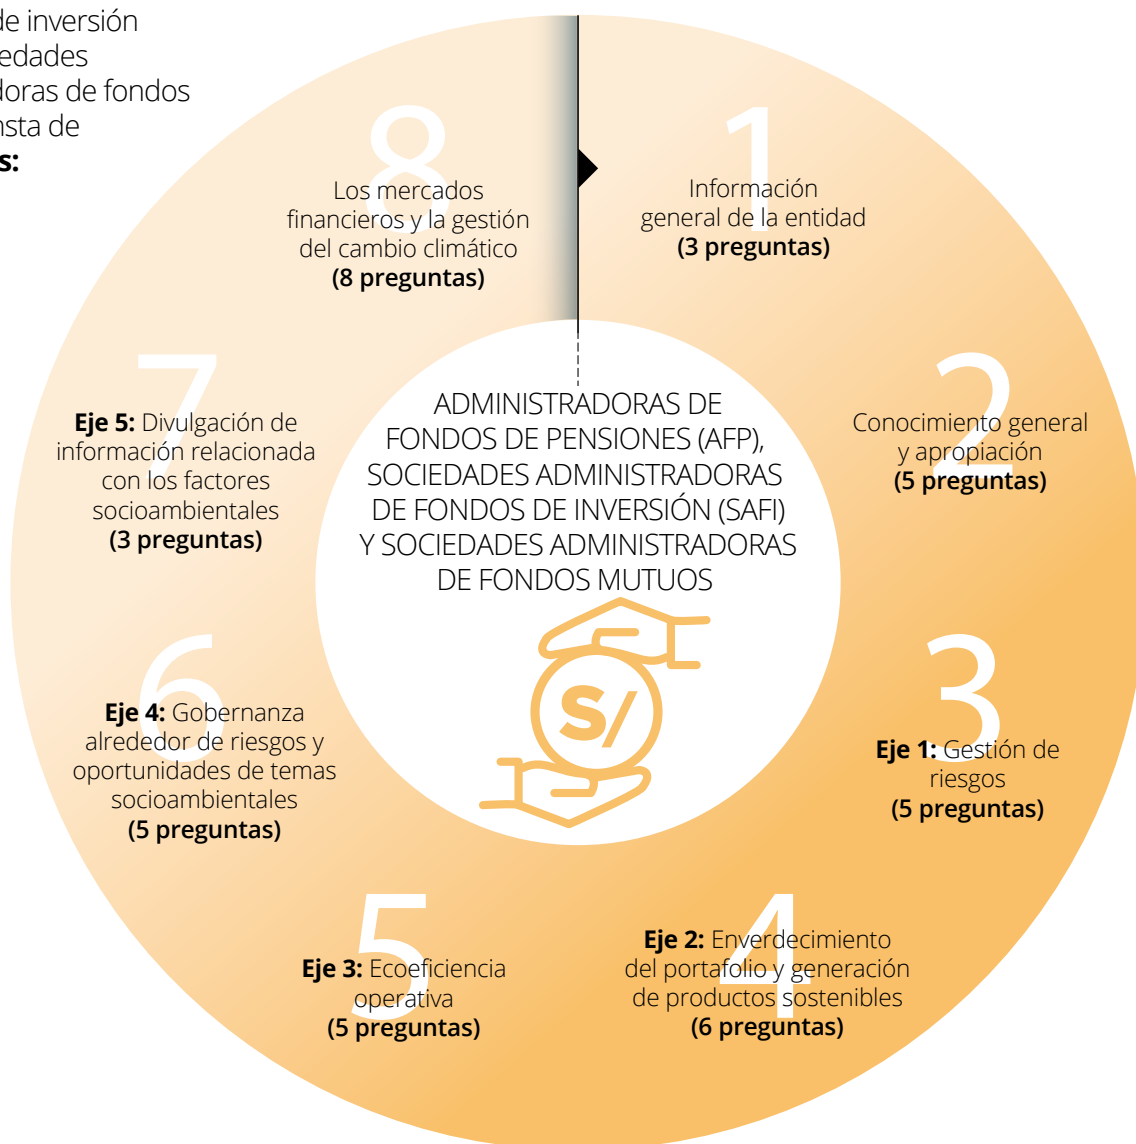 de inversión
edades
doras de fondos
nsta de
s:
1
Información
general de la entidad
(3 preguntas)
2
Conocimiento general
y apropiación
(5 preguntas)
3
Eje 1: Gestión de
riesgos
(5 preguntas)
4
Eje 2: Enverdecimiento
del portafolio y generación
de productos sostenibles
(6 preguntas)
5
Eje 3: Ecoeficiencia
operativa
(5 preguntas)
6
Eje 4: Gobernanza
alrededor de riesgos y
oportunidades de temas
socioambientales
(5 preguntas)
7
Eje 5: Divulgación de
información relacionada
con los factores
socioambientales
(3 preguntas)
8
Los mercados
financieros y la gestión
del cambio climático
(8 preguntas)
ADMINISTRADORAS DE
FONDOS DE PENSIONES (AFP),
SOCIEDADES ADMINISTRADORAS
DE FONDOS DE INVERSIÓN (SAFI)
Y SOCIEDADES ADMINISTRADORAS
DE FONDOS MUTUOS
S/